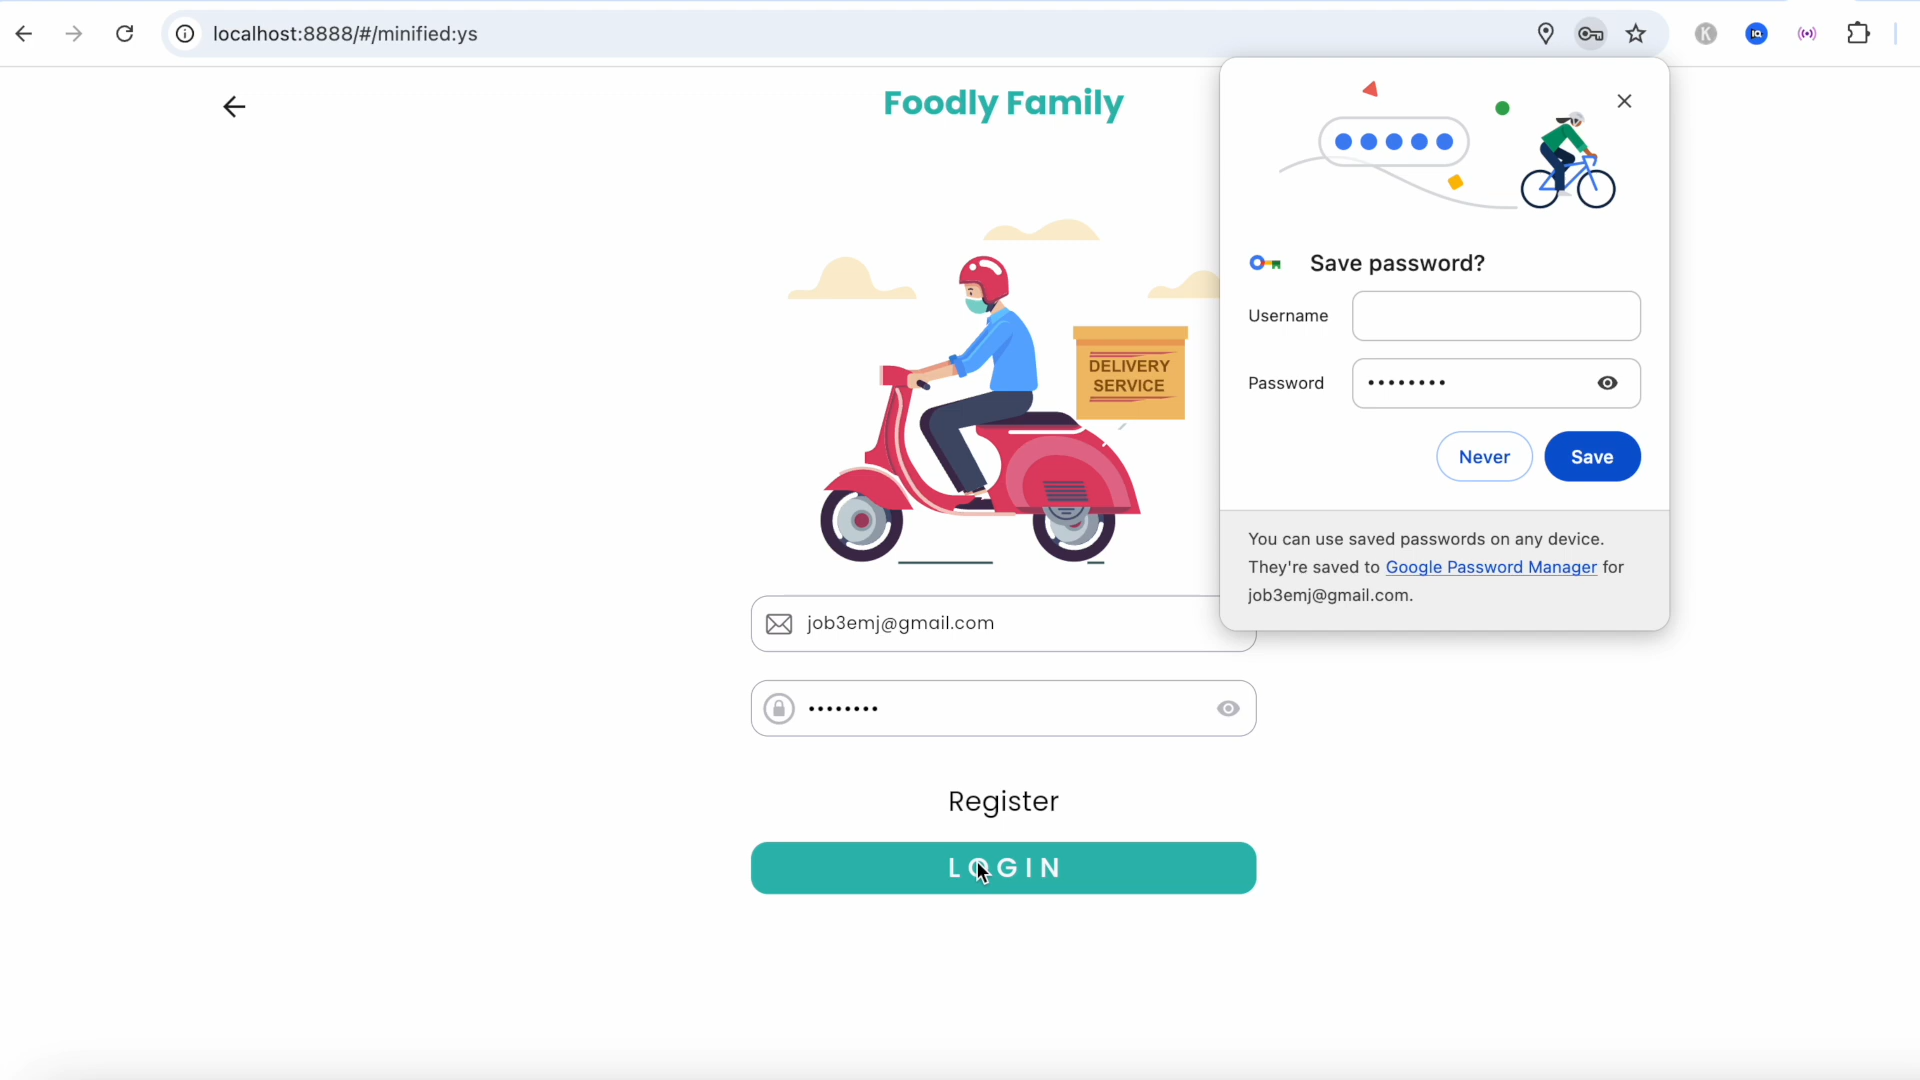 localhost:8888/#/minified:ys
K
IQ
Foodly Family
DELIVERY
SERVICE
Save password?
Username
Password ••••••••
Never Save
You can use saved passwords on any device.
They're saved to Google Password Manager for
job3emj@gmail.com.
job3emj@gmail.com
••••••••
Register
LOGIN